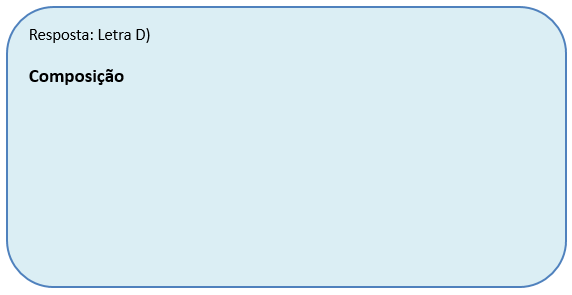 Resposta: Letra D)
Composição